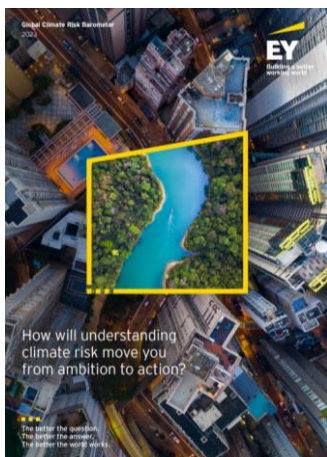 Global Climate Risk Barometer
2023
EY
Building a better
working world
How will understanding
climate risk move you
from ambition to action?
The better the question.
The better the answer.
The better the world works.